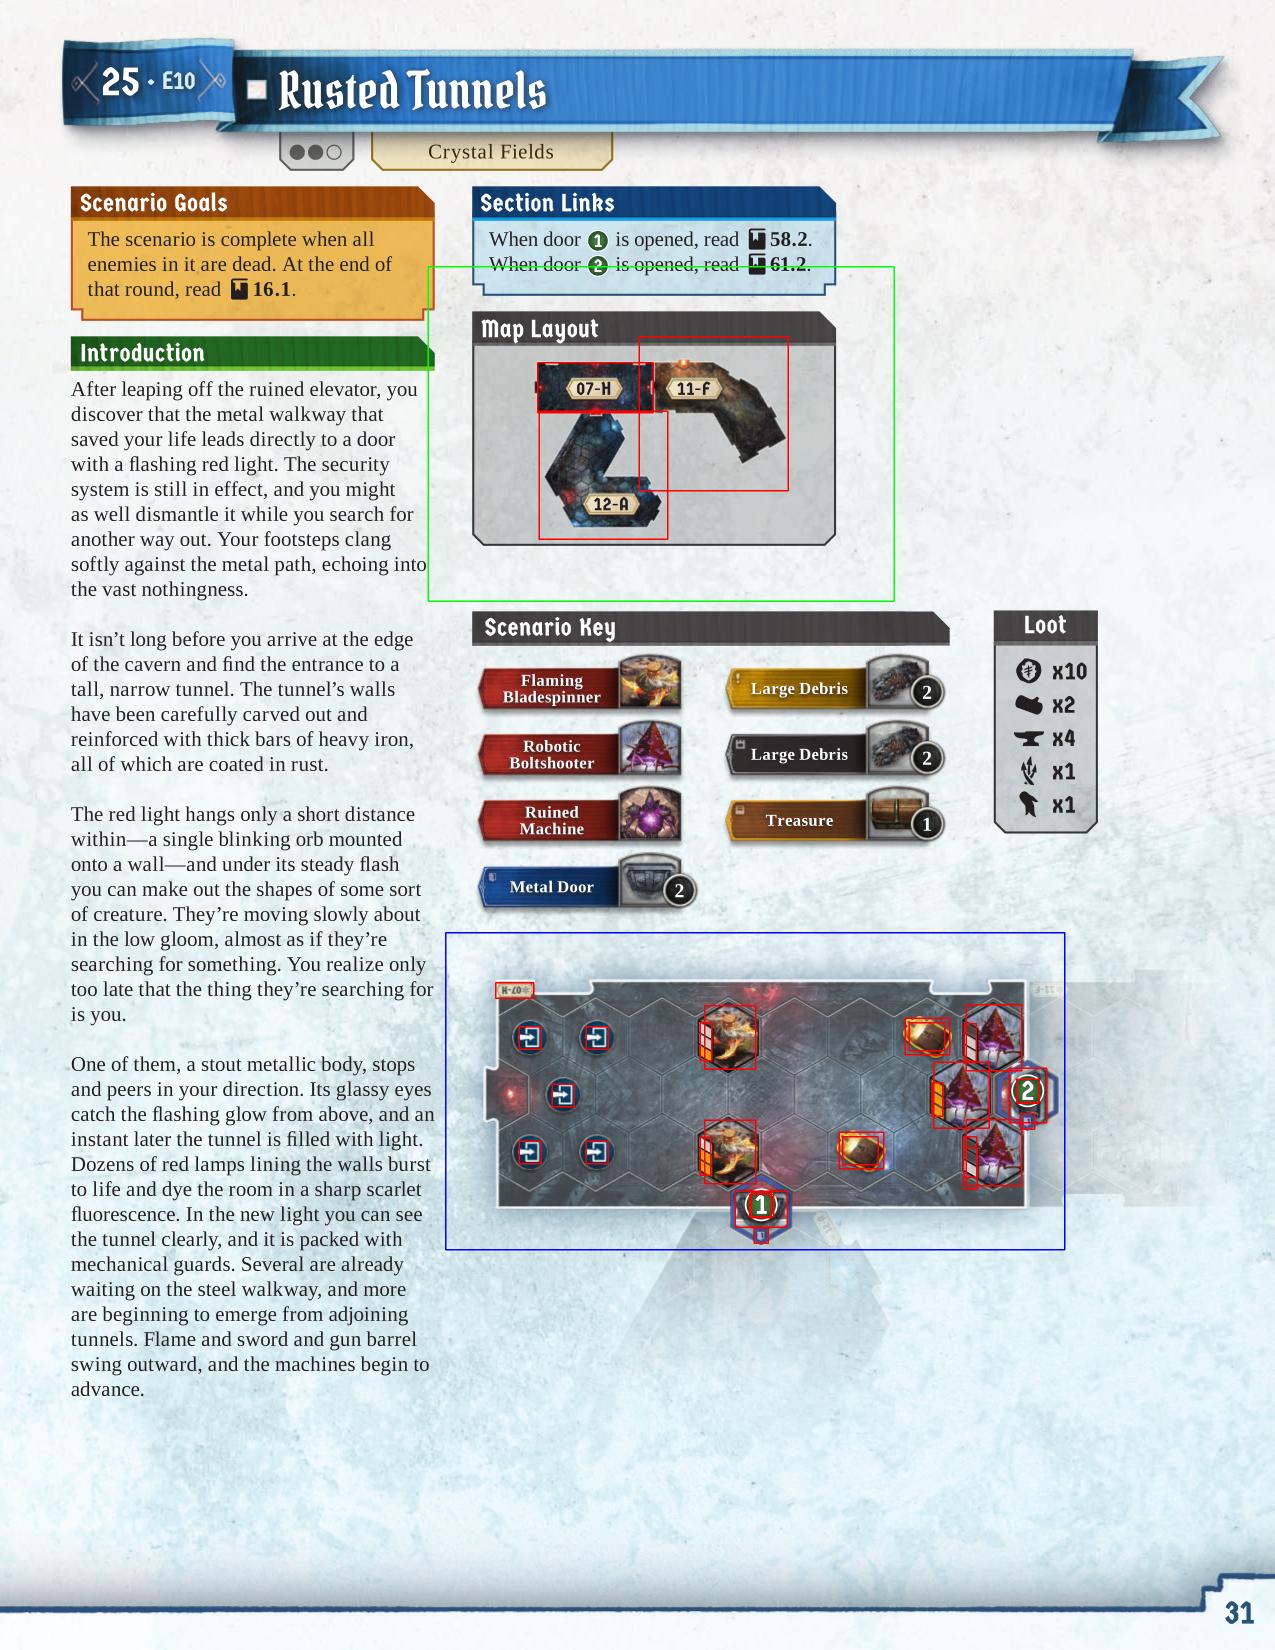 25 · E10
Rusted Tunnels
Crystal Fields
Scenario Goals
The scenario is complete when all
enemies in it are dead. At the end of
that round, read 16.1.
Introduction
After leaping off the ruined elevator, you
discover that the metal walkway that
saved your life leads directly to a door
with a flashing red light. The security
system is still in effect, and you might
as well dismantle it while you search for
another way out. Your footsteps clang
softly against the metal path, echoing into
the vast nothingness.
It isn’t long before you arrive at the edge
of the cavern and find the entrance to a
tall, narrow tunnel. The tunnel’s walls
have been carefully carved out and
reinforced with thick bars of heavy iron,
all of which are coated in rust.
The red light hangs only a short distance
within—a single blinking orb mounted
onto a wall—and under its steady flash
you can make out the shapes of some sort
of creature. They’re moving slowly about
in the low gloom, almost as if they’re
searching for something. You realize only
too late that the thing they’re searching for
is you.
One of them, a stout metallic body, stops
and peers in your direction. Its glassy eyes
catch the flashing glow from above, and an
instant later the tunnel is filled with light.
Dozens of red lamps lining the walls burst
to life and dye the room in a sharp scarlet
fluorescence. In the new light you can see
the tunnel clearly, and it is packed with
mechanical guards. Several are already
waiting on the steel walkway, and more
are beginning to emerge from adjoining
tunnels. Flame and sword and gun barrel
swing outward, and the machines begin to
advance.
Section Links
When door 1 is opened, read 58.2.
When door 2 is opened, read 61.2.
Map Layout
07-H
11-F
12-A
Scenario Key
Flaming
Bladespinner
Robotic
Boltshooter
Ruined
Machine
Metal Door 2
Large Debris 2
Large Debris 2
Treasure 1
Loot
x10
x2
x4
x1
x1
07-H
11-F
2
1
12-A
31